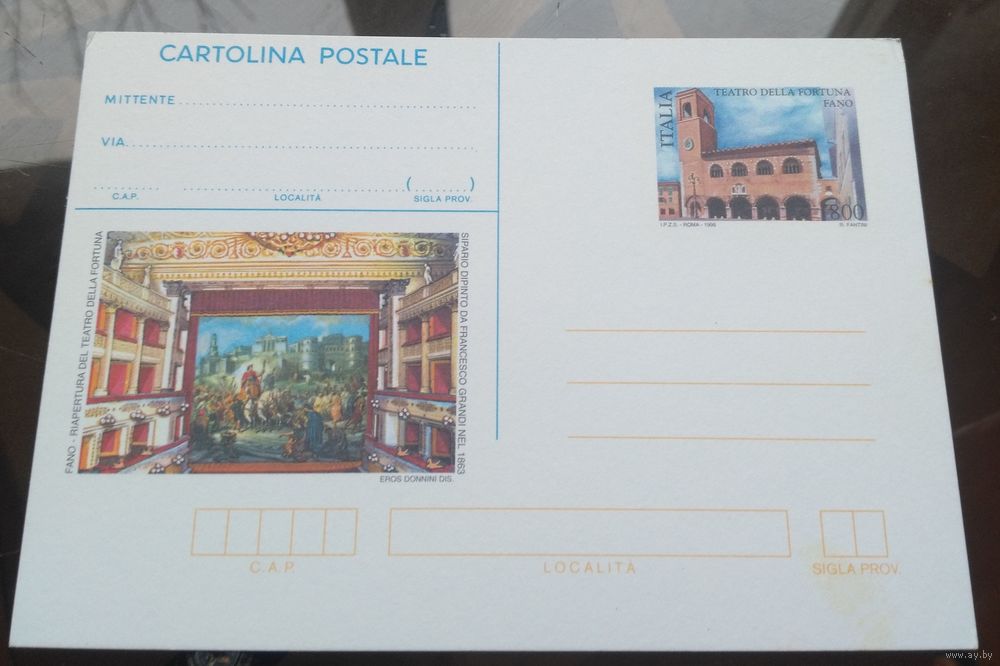 CARTOLINA POSTALE
MITTENTE
VIA
C.A.P.
LOCALITÀ
( )
SIGLA PROV.
ITALIA
TEATRO DELLA FORTUNA
FANO
800
I.P.Z.S. - ROMA - 1998
G. FANTINI
FANO - RIAPERTURA DEL TEATRO DELLA FORTUNA
SIPARIO DIPINTO DA FRANCESCO GRANDI NEL 1863
EROS DONNINI DIS.
C.A.P.
LOCALITÀ
SIGLA PROV.
www.ay.by